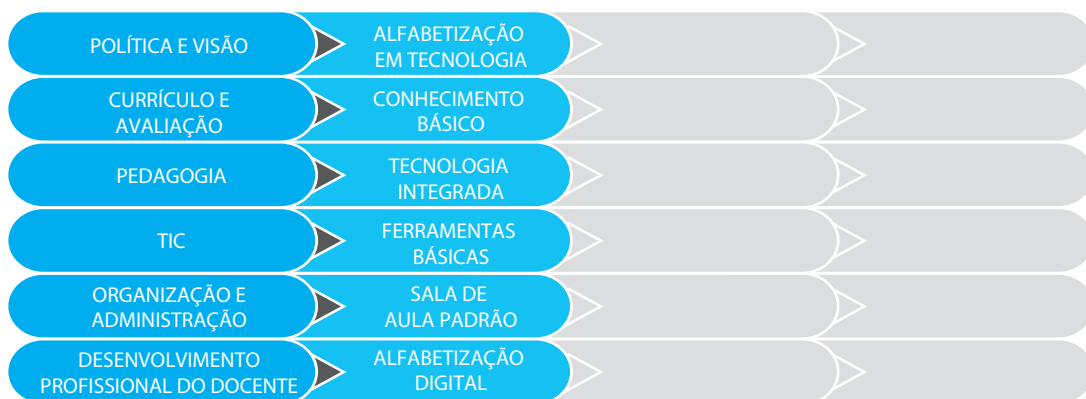 POLÍTICA E VISÃO
ALFABETIZAÇÃO
EM TECNOLOGIA
CURRÍCULO E
AVALIAÇÃO
CONHECIMENTO
BÁSICO
PEDAGOGIA
TECNOLOGIA
INTEGRADA
TIC
FERRAMENTAS
BÁSICAS
ORGANIZAÇÃO E
ADMINISTRAÇÃO
SALA DE
AULA PADRÃO
DESENVOLVIMENTO
PROFISSIONAL DO DOCENTE
ALFABETIZAÇÃO
DIGITAL